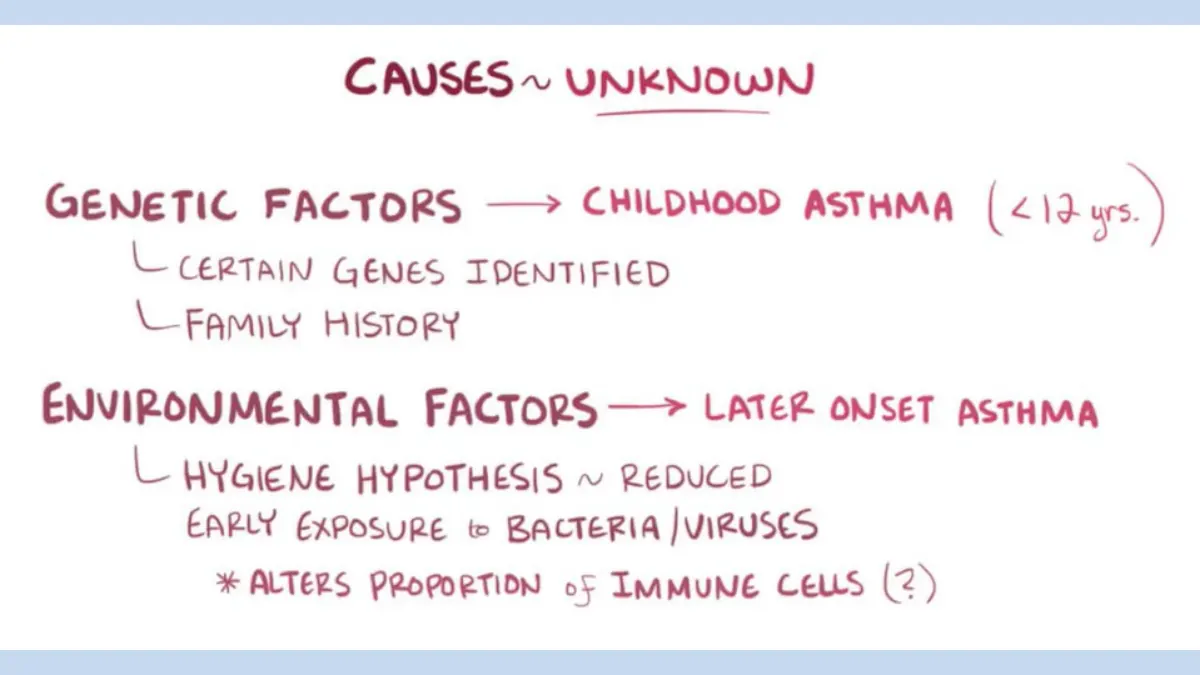 CAUSES ~ UNKNOWN
GENETIC FACTORS → CHILDHOOD ASTHMA (<12 yrs.)
CERTAIN GENES IDENTIFIED
FAMILY HISTORY
ENVIRONMENTAL FACTORS → LATER ONSET ASTHMA
HYGIENE HYPOTHESIS ~ REDUCED
EARLY EXPOSURE to BACTERIA/VIRUSES
* ALTERS PROPORTION of IMMUNE CELLS (?)